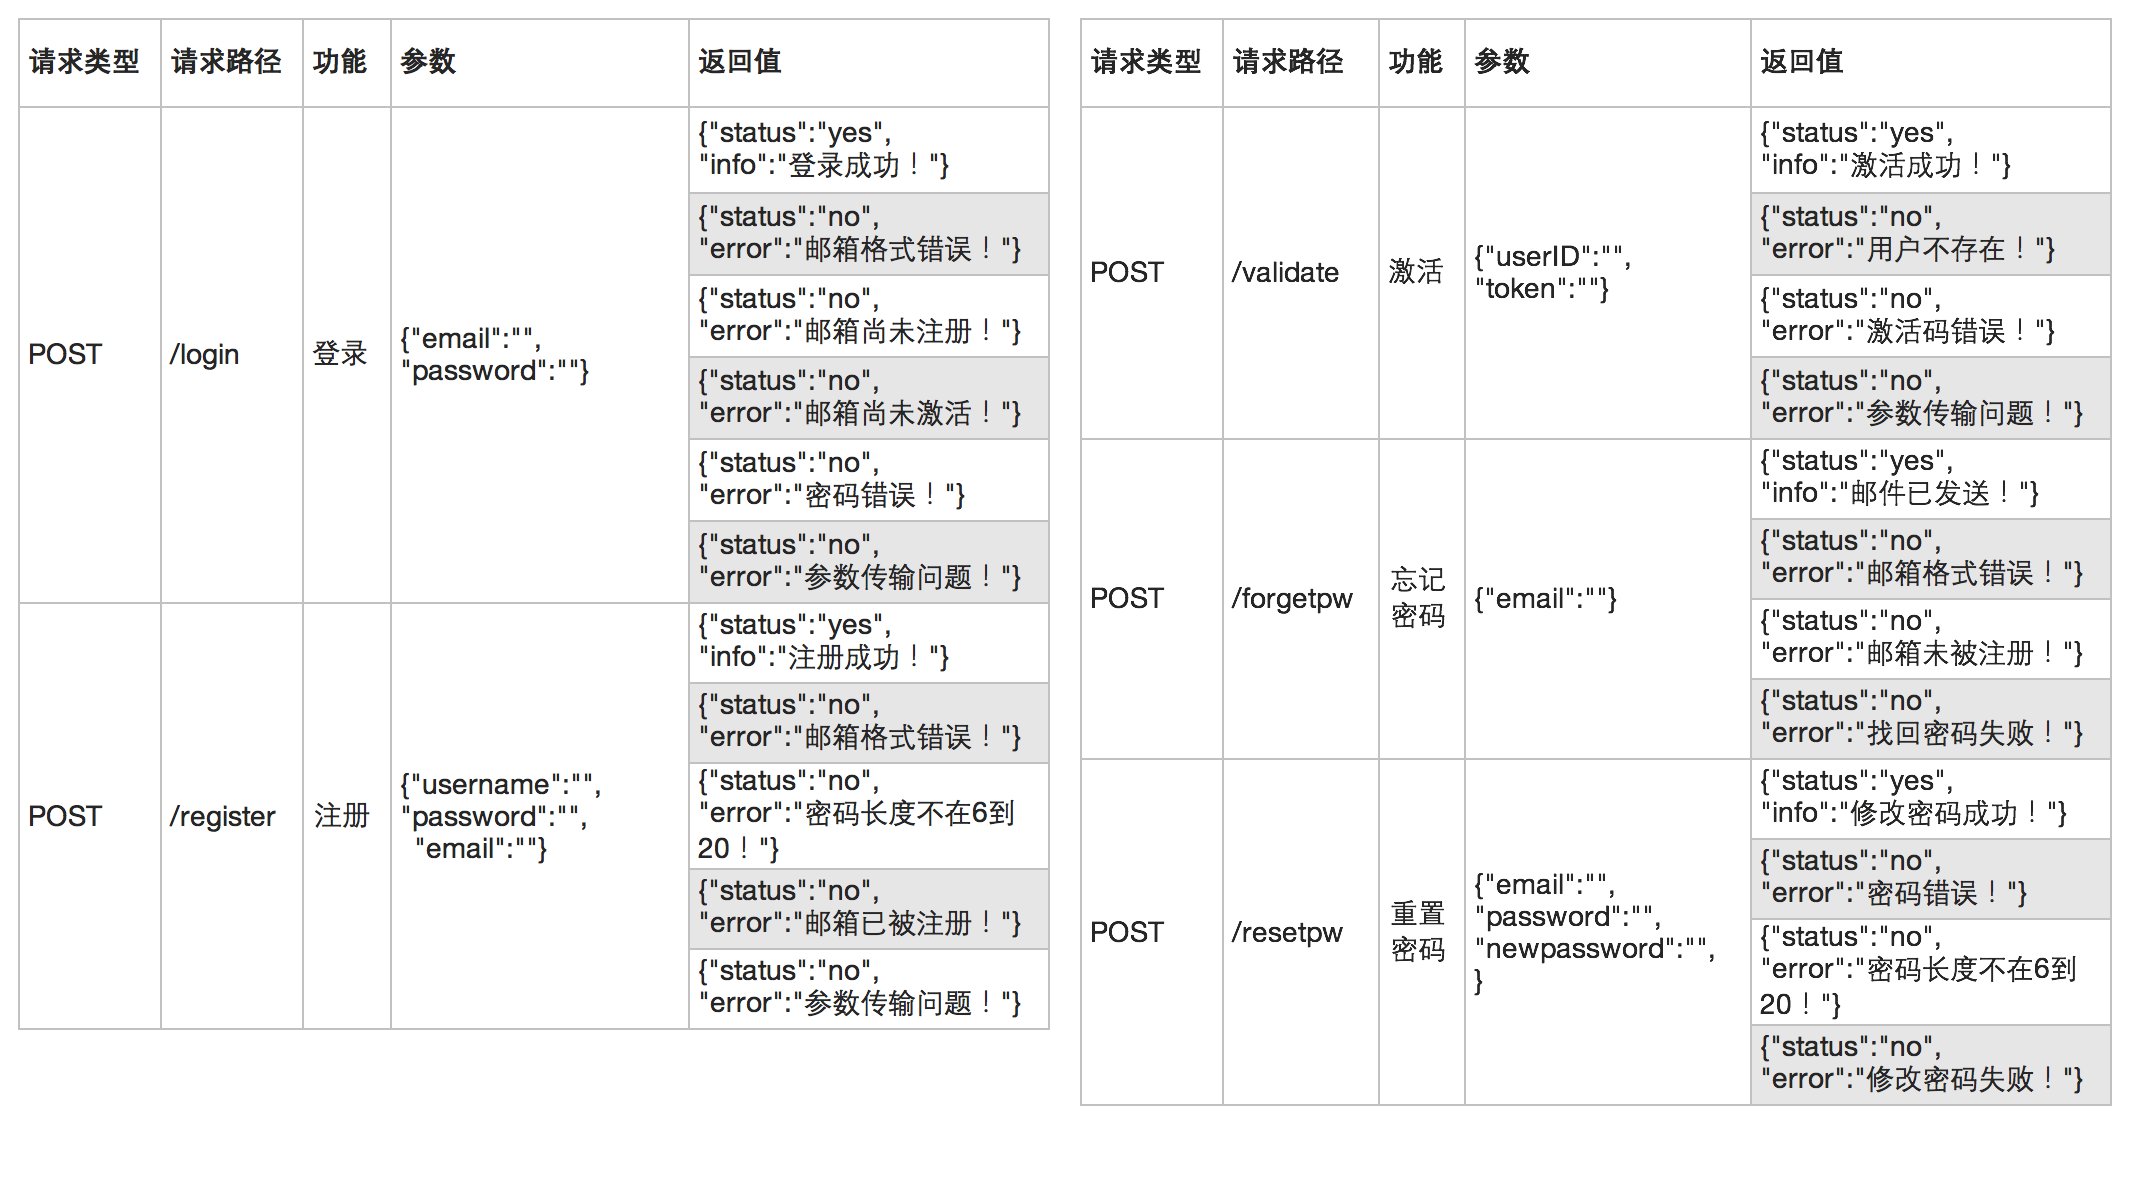 请求类型 请求路径 功能 参数 返回值
POST /login 登录 {"email":"",
"password":""}
{"status":"yes",
"info":"登录成功！"}
{"status":"no",
"error":"邮箱格式错误！"}
{"status":"no",
"error":"邮箱尚未注册！"}
{"status":"no",
"error":"邮箱尚未激活！"}
{"status":"no",
"error":"密码错误！"}
{"status":"no",
"error":"参数传输问题！"}
POST /register 注册 {"username":"",
"password":"",
"email":""}
{"status":"yes",
"info":"注册成功！"}
{"status":"no",
"error":"邮箱格式错误！"}
{"status":"no",
"error":"密码长度不在6到
20！"}
{"status":"no",
"error":"邮箱已被注册！"}
{"status":"no",
"error":"参数传输问题！"}
请求类型 请求路径 功能 参数 返回值
POST /validate 激活 {"userID":"",
"token":""}
{"status":"yes",
"info":"激活成功！"}
{"status":"no",
"error":"用户不存在！"}
{"status":"no",
"error":"激活码错误！"}
{"status":"no",
"error":"参数传输问题！"}
POST /forgetpw 忘记
密码
{"email":""}
{"status":"yes",
"info":"邮件已发送！"}
{"status":"no",
"error":"邮箱格式错误！"}
{"status":"no",
"error":"邮箱未被注册！"}
{"status":"no",
"error":"找回密码失败！"}
POST /resetpw 重置
密码
{"email":"",
"password":"",
"newpassword":"",
}
{"status":"yes",
"info":"修改密码成功！"}
{"status":"no",
"error":"密码错误！"}
{"status":"no",
"error":"密码长度不在6到
20！"}
{"status":"no",
"error":"修改密码失败！"}